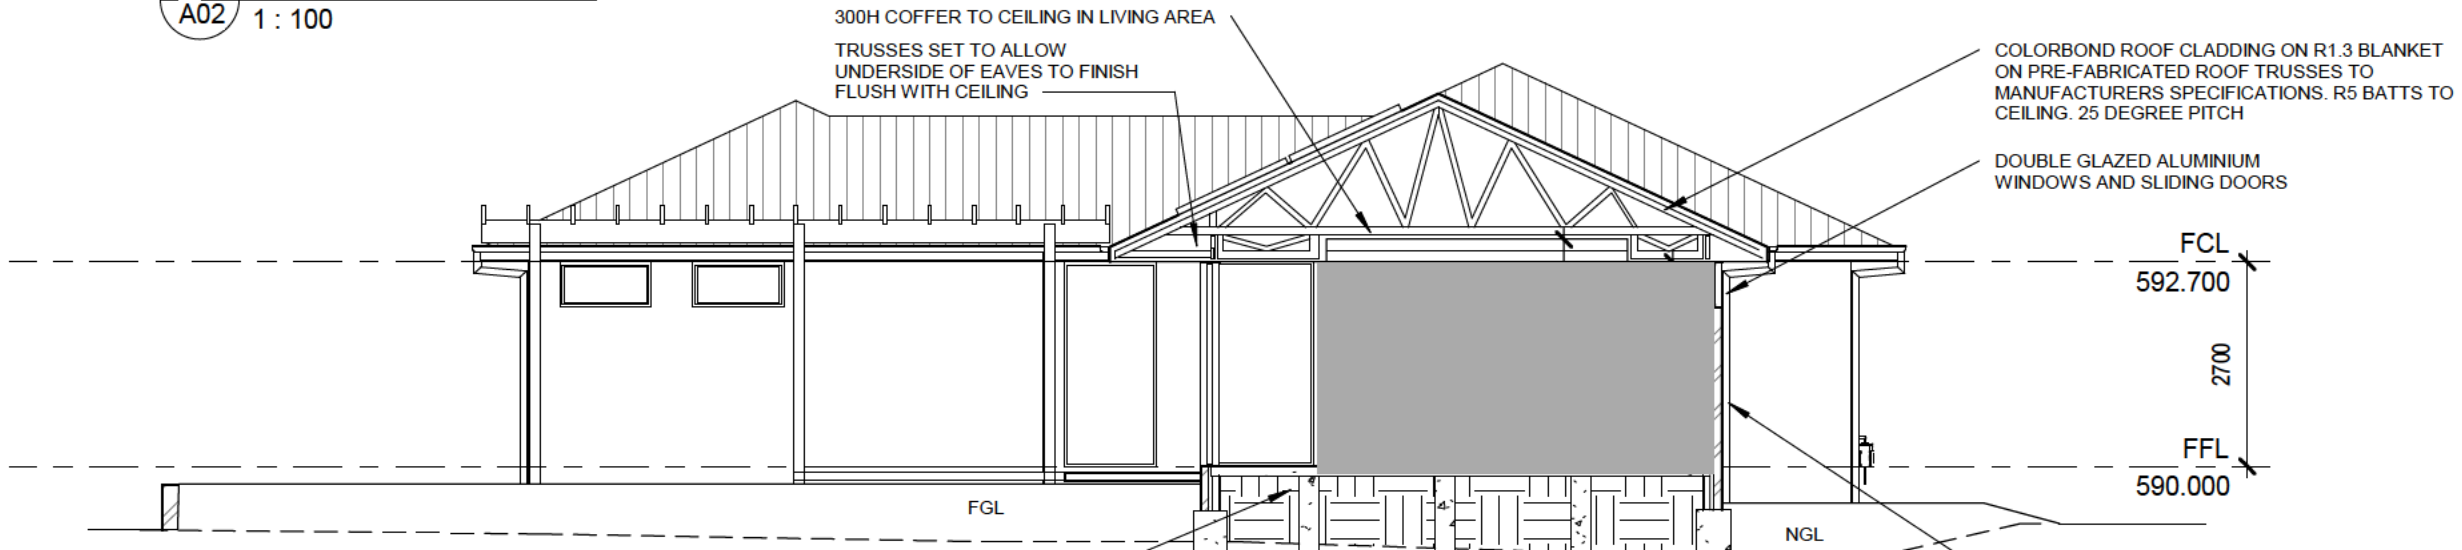 A02
1 : 100
300H COFFER TO CEILING IN LIVING AREA
TRUSSES SET TO ALLOW
UNDERSIDE OF EAVES TO FINISH
FLUSH WITH CEILING
COLORBOND ROOF CLADDING ON R1.3 BLANKET
ON PRE-FABRICATED ROOF TRUSSES TO
MANUFACTURERS SPECIFICATIONS. R5 BATTS TO
CEILING. 25 DEGREE PITCH
DOUBLE GLAZED ALUMINIUM
WINDOWS AND SLIDING DOORS
FCL
592.700
2700
FFL
590.000
FGL
NGL